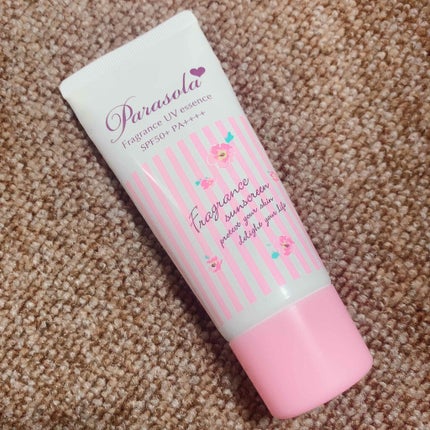 Parasola
Fragrance UV essence
SPF50+ PA++++
Fragrance
sunscreen
protect your skin
delight your life